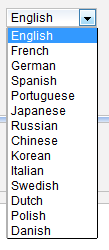 English
English
French
German
Spanish
Portuguese
Japanese
Russian
Chinese
Korean
Italian
Swedish
Dutch
Polish
Danish